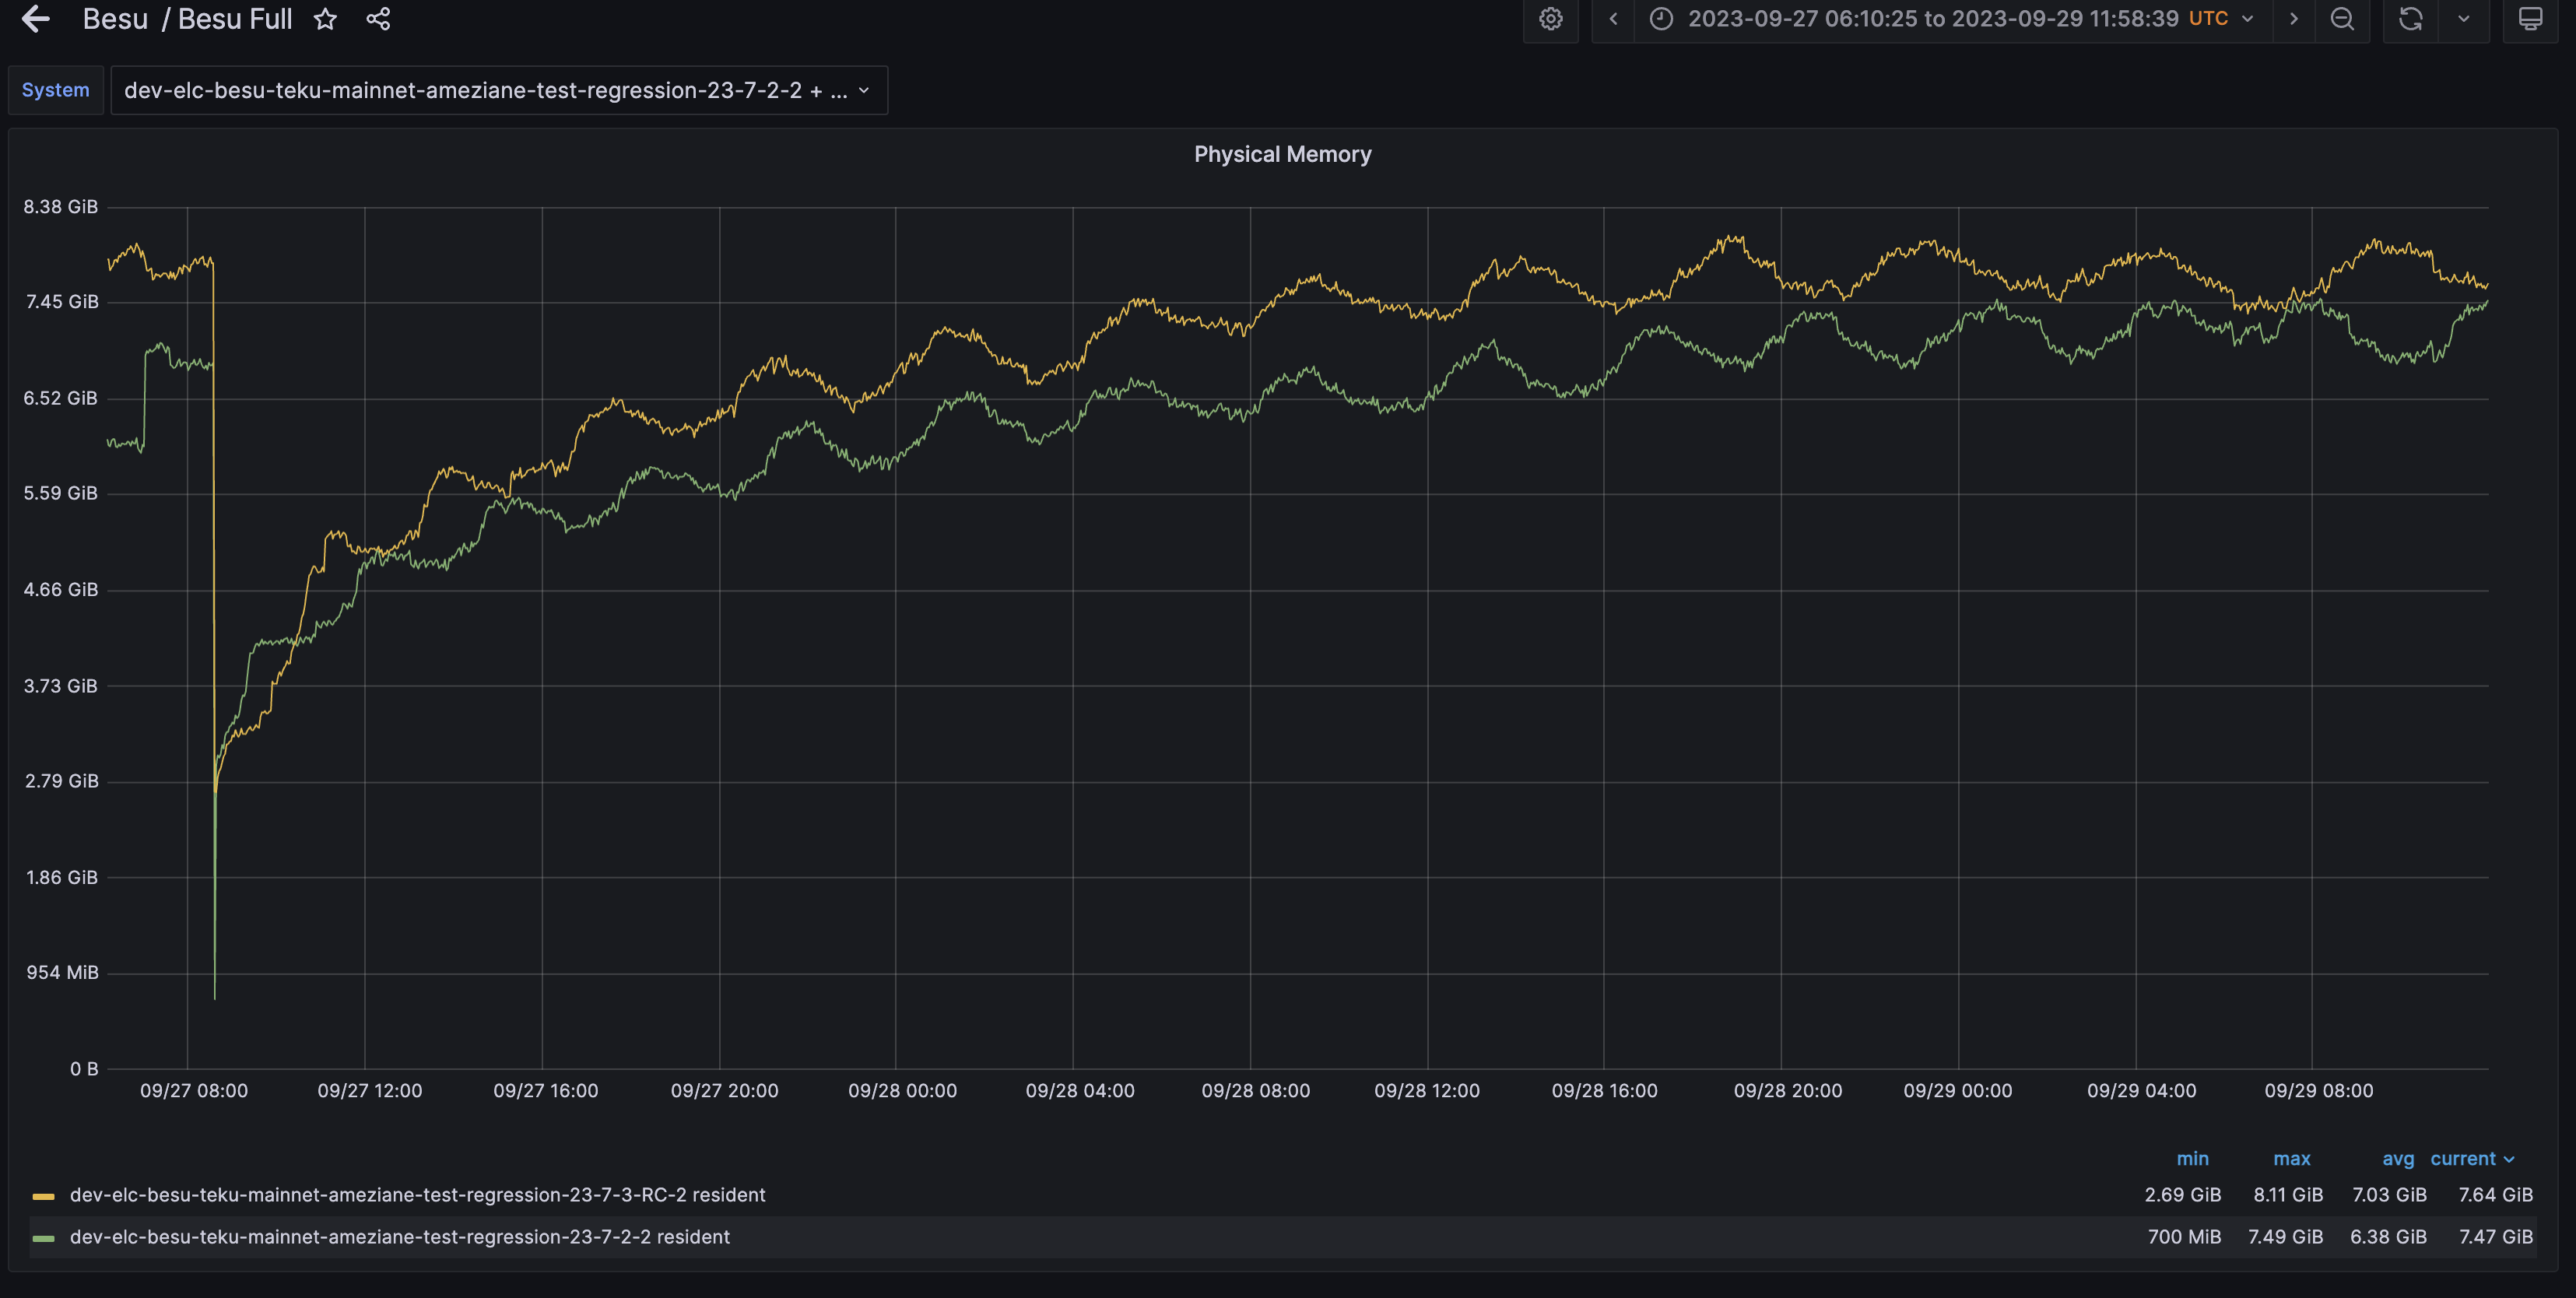 Besu / Besu Full
2023-09-27 06:10:25 to 2023-09-29 11:58:39 UTC
System dev-elc-besu-teku-mainnet-ameziane-test-regression-23-7-2-2 + ...
Physical Memory
8.38 GiB
7.45 GiB
6.52 GiB
5.59 GiB
4.66 GiB
3.73 GiB
2.79 GiB
1.86 GiB
954 MiB
0 B
09/27 08:00 09/27 12:00 09/27 16:00 09/27 20:00 09/28 00:00 09/28 04:00 09/28 08:00 09/28 12:00 09/28 16:00 09/28 20:00 09/29 00:00 09/29 04:00 09/29 08:00
min max avg current
dev-elc-besu-teku-mainnet-ameziane-test-regression-23-7-3-RC-2 resident 2.69 GiB 8.11 GiB 7.03 GiB 7.64 GiB
dev-elc-besu-teku-mainnet-ameziane-test-regression-23-7-2-2 resident 700 MiB 7.49 GiB 6.38 GiB 7.47 GiB